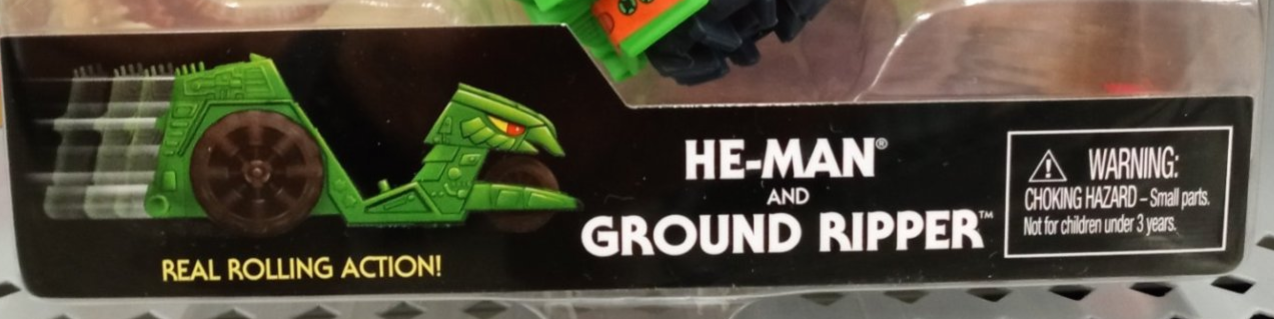 REAL ROLLING ACTION!
HE-MAN®
AND
GROUND RIPPER™
WARNING:
CHOKING HAZARD – Small parts.
Not for children under 3 years.